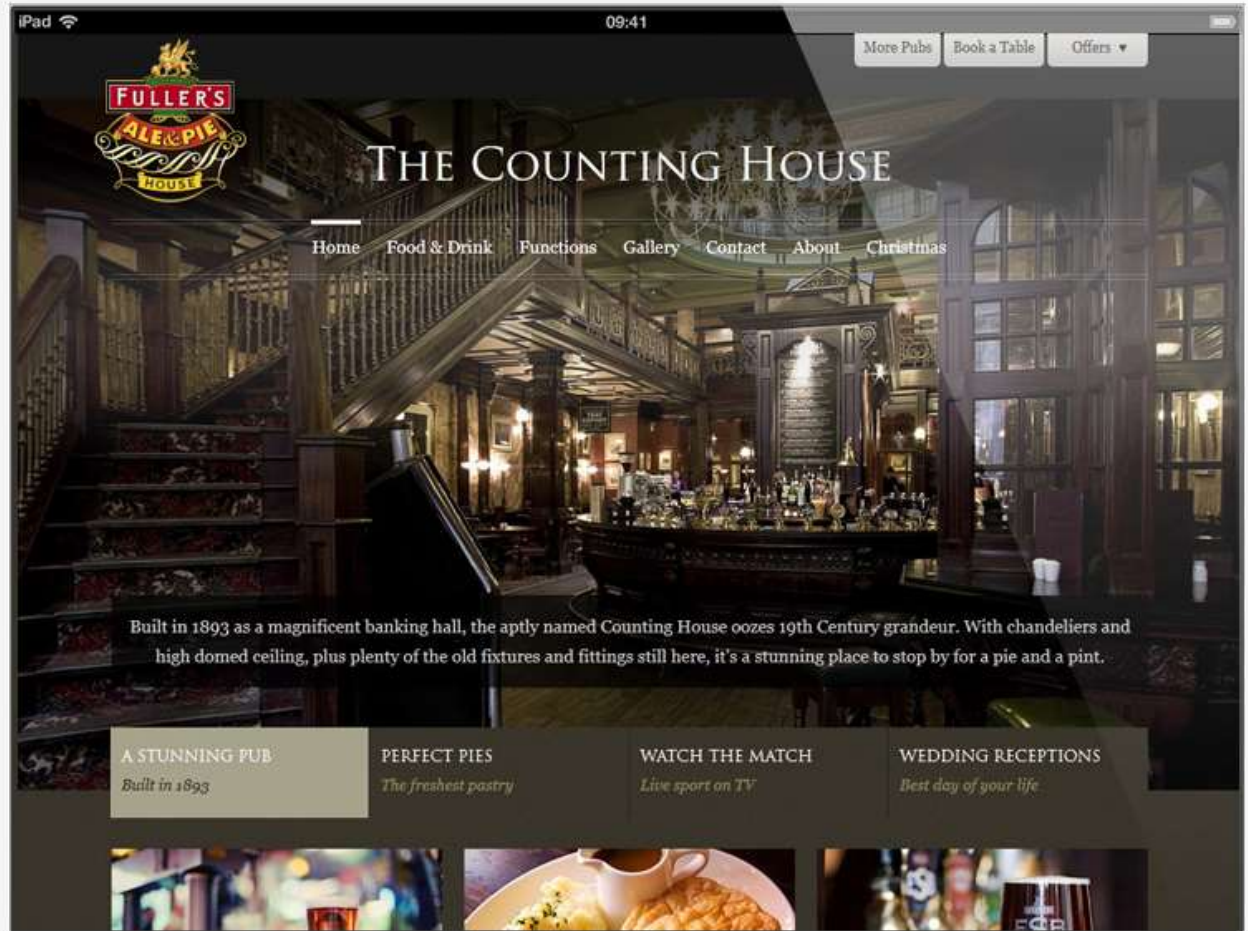 iPad
09:41
More Pubs
Book a Table
Offers ▾
FULLER'S
ALE & PIE
HOUSE
THE COUNTING HOUSE
Home
Food & Drink
Functions
Gallery
Contact
About
Christmas
Built in 1893 as a magnificent banking hall, the aptly named Counting House oozes 19th Century grandeur. With chandeliers and
high domed ceiling, plus plenty of the old fixtures and fittings still here, it's a stunning place to stop by for a pie and a pint.
A STUNNING PUB
Built in 1893
PERFECT PIES
The freshest pastry
WATCH THE MATCH
Live sport on TV
WEDDING RECEPTIONS
Best day of your life
ESB